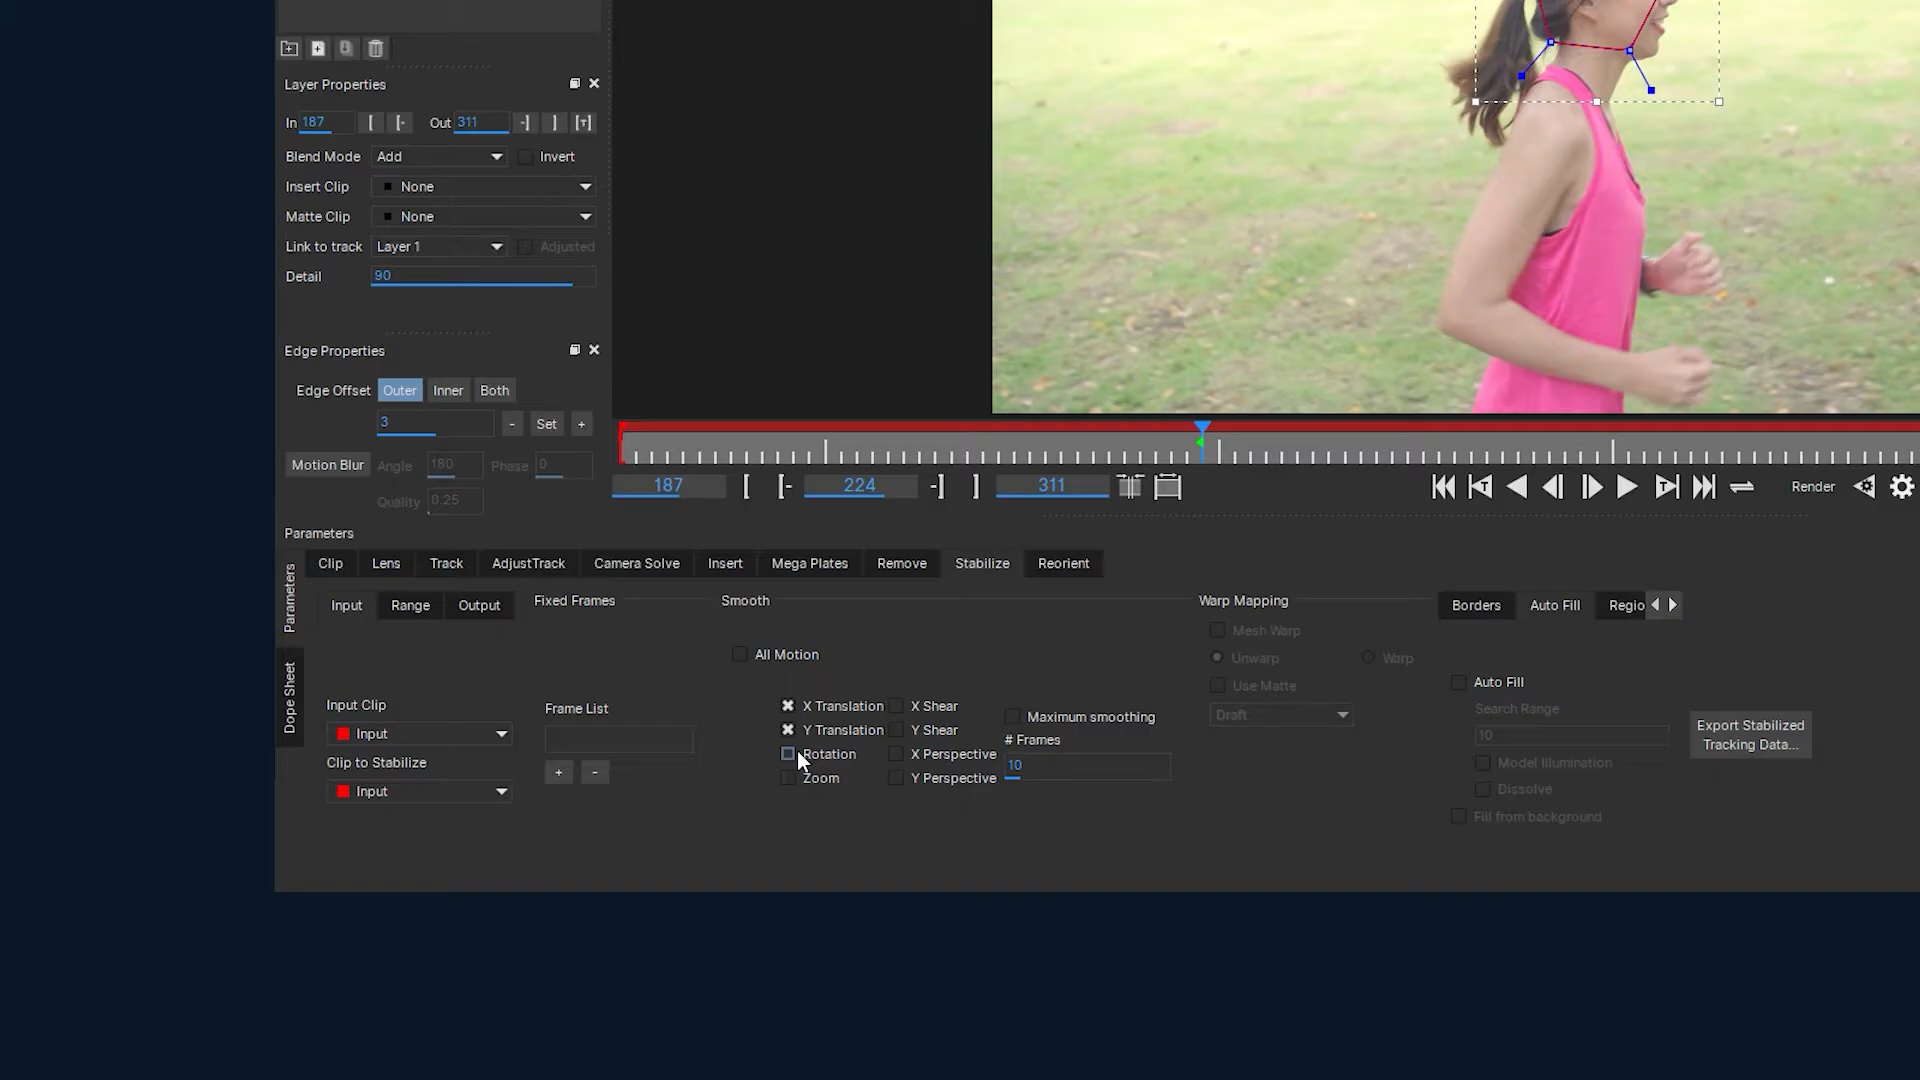 Layer Properties
In 187 [ [- Out 311 -] ] [T]
Blend Mode Add Invert
Insert Clip None
Matte Clip None
Link to track Layer 1 Adjusted
Detail 90
Edge Properties
Edge Offset Outer Inner Both
3 - Set +
Motion Blur Angle 180 Phase 0
Quality 0.25
187 [ [- 224 -] ] 311 Render
Parameters
Parameters
Dope Sheet
Clip Lens Track AdjustTrack Camera Solve Insert Mega Plates Remove Stabilize Reorient
Input Range Output
Input Clip
Input
Clip to Stabilize
Input
Fixed Frames
Frame List
+ -
Smooth
All Motion
X Translation X Shear
Y Translation Y Shear
Rotation X Perspective
Zoom Y Perspective
Maximum smoothing
# Frames
10
Warp Mapping
Mesh Warp
Unwarp Warp
Use Matte
Draft
Borders Auto Fill Regio
Auto Fill
Search Range
10
Model Illumination
Dissolve
Fill from background
Export Stabilized
Tracking Data...